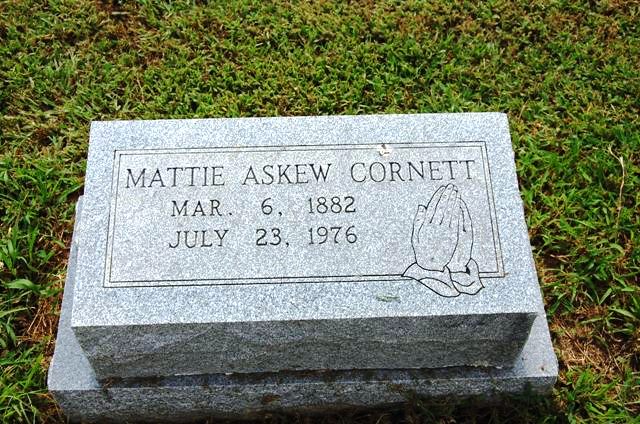 MATTIE ASKEW CORNETT
MAR. 6, 1882
JULY 23, 1976